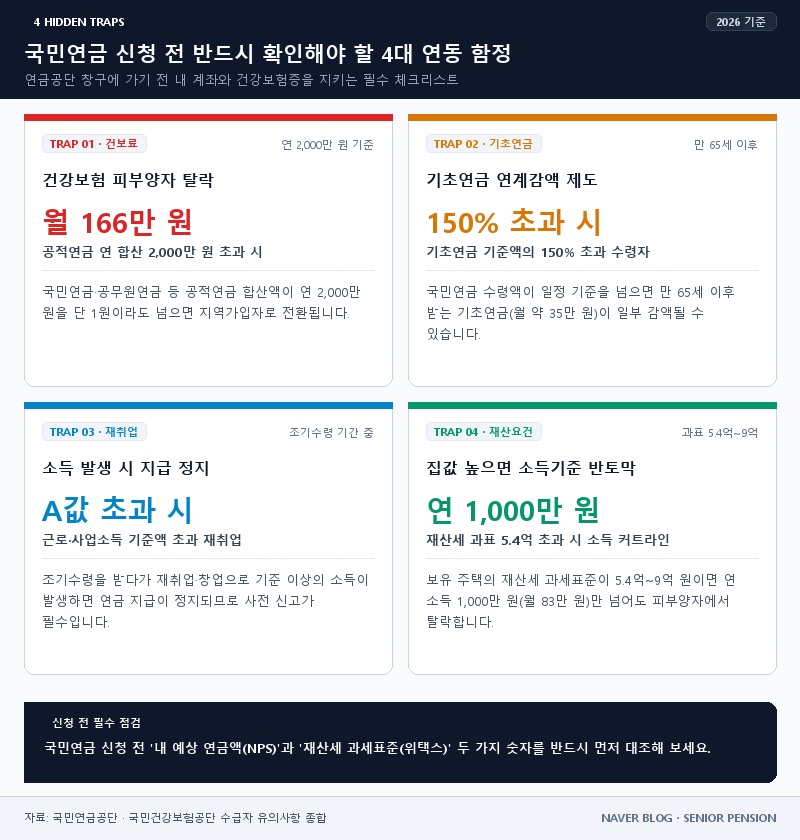 4 HIDDEN TRAPS
2026 기준
국민연금 신청 전 반드시 확인해야 할 4대 연동 함정
연금공단 창구에 가기 전 내 계좌와 건강보험증을 지키는 필수 체크리스트
TRAP 01 · 건보료
연 2,000만 원 기준
건강보험 피부양자 탈락
월 166만 원
공적연금 연 합산 2,000만 원 초과 시
국민연금·공무원연금 등 공적연금 합산액이 연 2,000만
원을 단 1원이라도 넘으면 지역가입자로 전환됩니다.
TRAP 02 · 기초연금
만 65세 이후
기초연금 연계감액 제도
150% 초과 시
기초연금 기준액의 150% 초과 수령자
국민연금 수령액이 일정 기준을 넘으면 만 65세 이후
받는 기초연금(월 약 35만 원)이 일부 감액될 수
있습니다.
TRAP 03 · 재취업
조기수령 기간 중
소득 발생 시 지급 정지
A값 초과 시
근로·사업소득 기준액 초과 재취업
조기수령을 받다가 재취업·창업으로 기준 이상의 소득이
발생하면 연금 지급이 정지되므로 사전 신고가
필수입니다.
TRAP 04 · 재산요건
과표 5.4억~9억
집값 높으면 소득기준 반토막
연 1,000만 원
재산세 과표 5.4억 초과 시 소득 커트라인
보유 주택의 재산세 과세표준이 5.4억~9억 원이면 연
소득 1,000만 원(월 83만 원)만 넘어도 피부양자에서
탈락합니다.
신청 전 필수 점검
국민연금 신청 전 '내 예상 연금액(NPS)'과 '재산세 과세표준(위택스)' 두 가지 숫자를 반드시 먼저 대조해 보세요.
자료: 국민연금공단 · 국민건강보험공단 수급자 유의사항 종합
NAVER BLOG · SENIOR PENSION